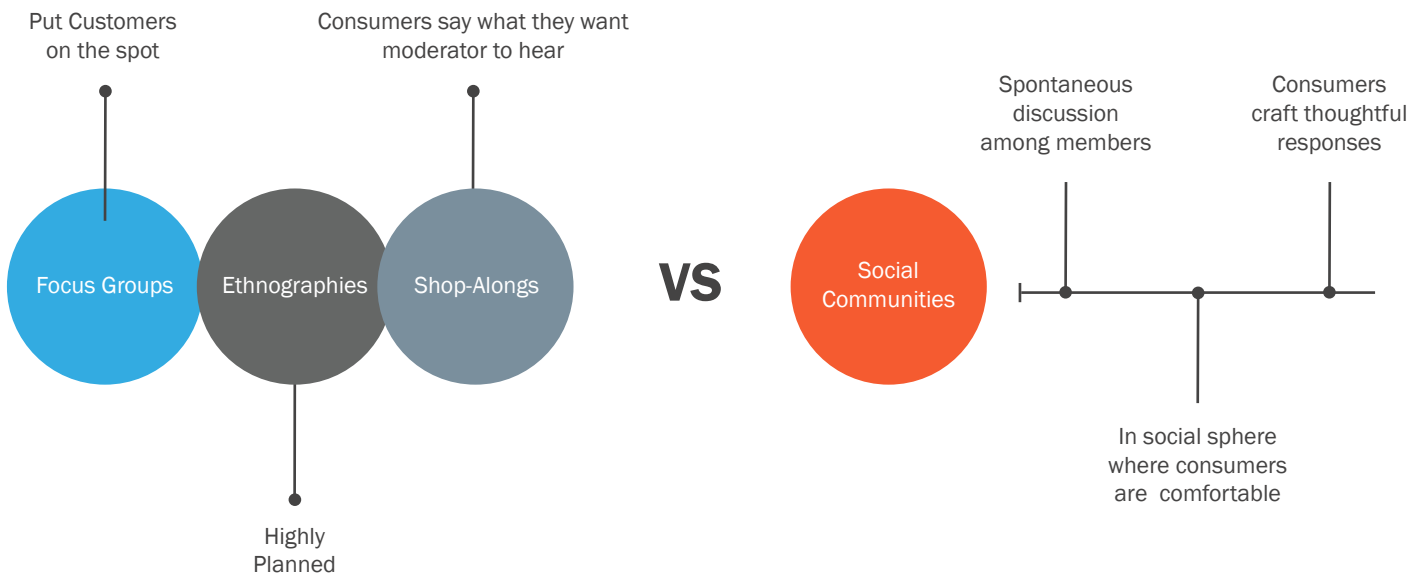 Put Customers
on the spot
Consumers say what they want
moderator to hear
Focus Groups
Ethnographies
Shop-Alongs
Highly
Planned
VS
Social
Communities
Spontaneous
discussion
among members
Consumers
craft thoughtful
responses
In social sphere
where consumers
are comfortable